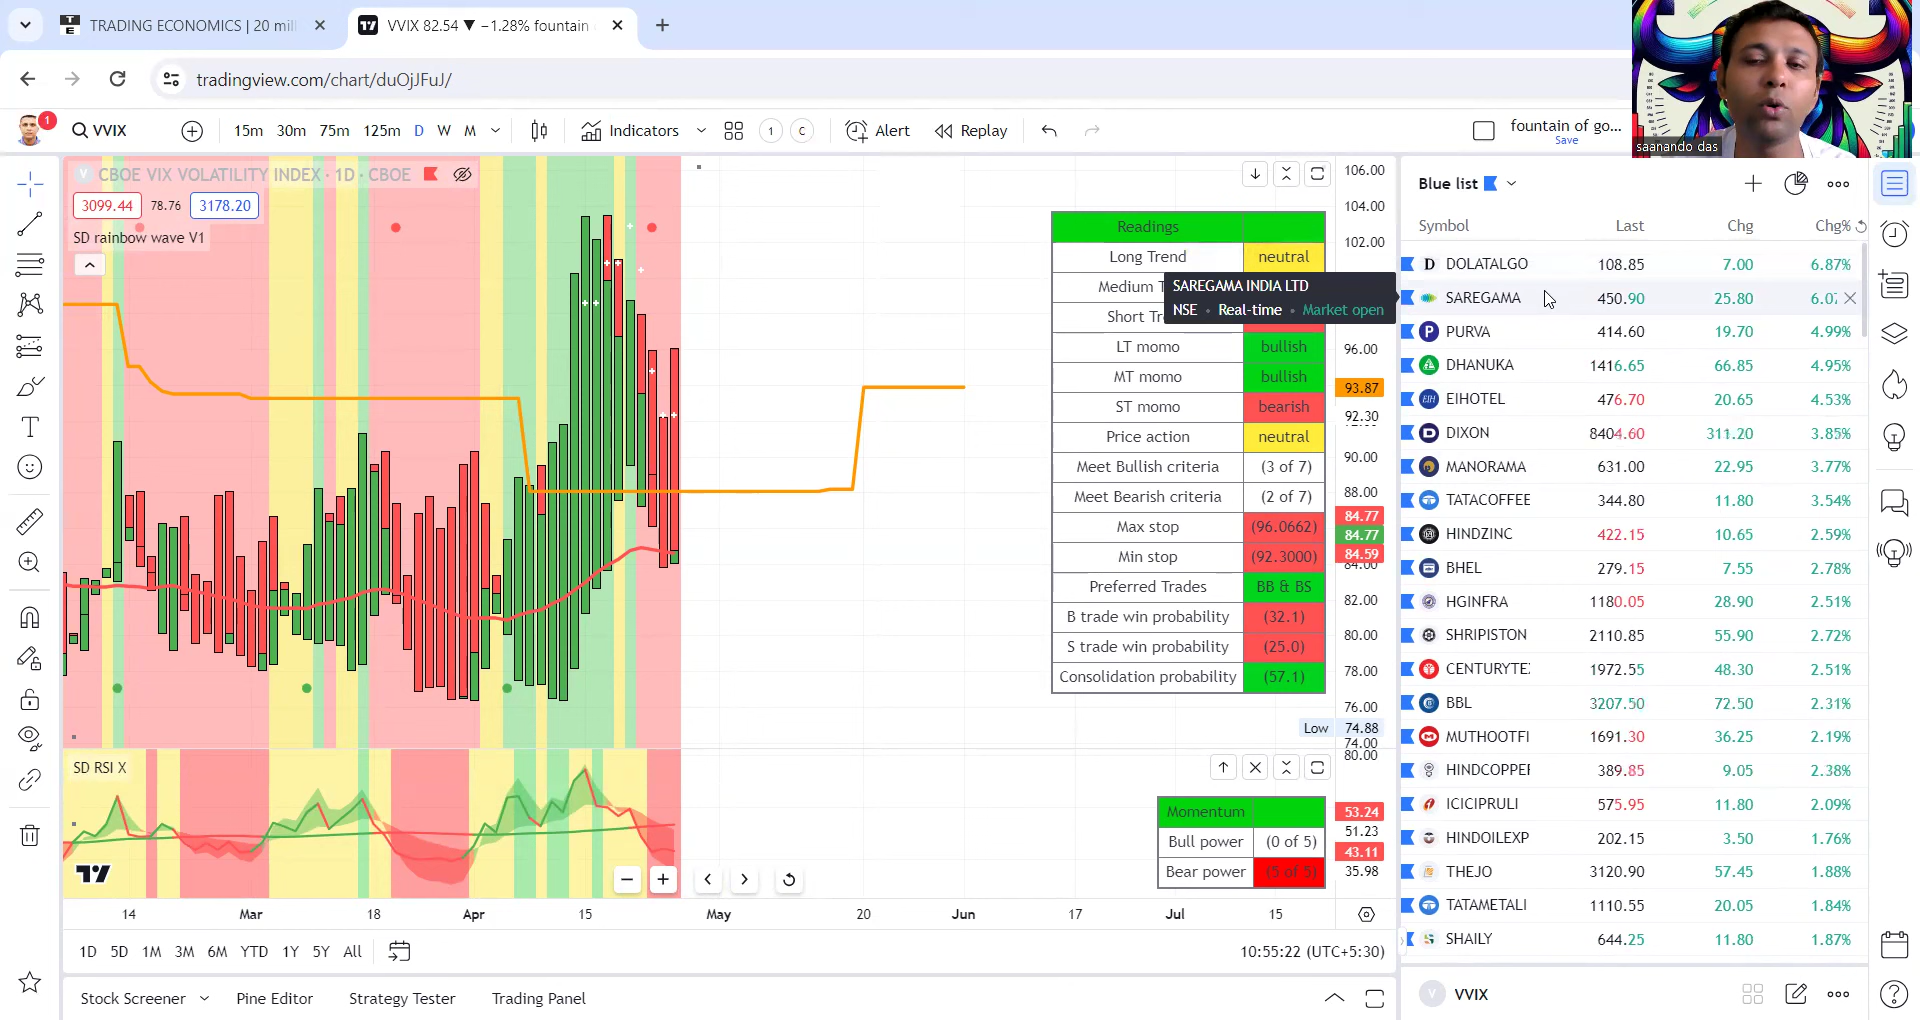 TRADING ECONOMICS | 20 mil
VVIX 82.54 ▼ −1.28% fountain
tradingview.com/chart/duOjJFuJ/
saanando das
1
VVIX
15m 30m 75m 125m D W M
Indicators
1
C
Alert
Replay
fountain of go...
Save
CBOE VIX VOLATILITY INDEX · 1D · CBOE
3099.44 78.76 3178.20
SD rainbow wave V1
Readings
Long Trend neutral
Medium T
Short Tre
LT momo bullish
MT momo bullish
ST momo bearish
Price action neutral
Meet Bullish criteria (3 of 7)
Meet Bearish criteria (2 of 7)
Max stop (96.0662)
Min stop (92.3000)
Preferred Trades BB & BS
B trade win probability (32.1)
S trade win probability (25.0)
Consolidation probability (57.1)
SAREGAMA INDIA LTD
NSE • Real-time • Market open
106.00
104.00
102.00
96.00
93.87
92.30
90.00
88.00
84.77
84.77
84.59
84.00
82.00
80.00
78.00
76.00
Low 74.88
74.00
80.00
SD RSI X
Momentum
Bull power (0 of 5)
Bear power (5 of 5)
53.24
51.23
43.11
35.98
14 Mar 18 Apr 15 May 20 Jun 17 Jul 15
1D 5D 1M 3M 6M YTD 1Y 5Y All
10:55:22 (UTC+5:30)
Stock Screener Pine Editor Strategy Tester Trading Panel
Blue list
Symbol Last Chg Chg%
D DOLATALGO 108.85 7.00 6.87%
SAREGAMA 450.90 25.80 6.07
P PURVA 414.60 19.70 4.99%
DHANUKA 1416.65 66.85 4.95%
EIH EIHOTEL 476.70 20.65 4.53%
D DIXON 8404.60 311.20 3.85%
MANORAMA 631.00 22.95 3.77%
TATACOFFEE 344.80 11.80 3.54%
HINDZINC 422.15 10.65 2.59%
BHEL 279.15 7.55 2.78%
HGINFRA 1180.05 28.90 2.51%
SHRIPISTON 2110.85 55.90 2.72%
CENTURYTE 1972.55 48.30 2.51%
BBL 3207.50 72.50 2.31%
MUTHOOTFI 1691.30 36.25 2.19%
HINDCOPPE 389.85 9.05 2.38%
ICICIPRULI 575.95 11.80 2.09%
HINDOILEXP 202.15 3.50 1.76%
THEJO 3120.90 57.45 1.88%
TATAMETALI 1110.55 20.05 1.84%
SHAILY 644.25 11.80 1.87%
V VVIX